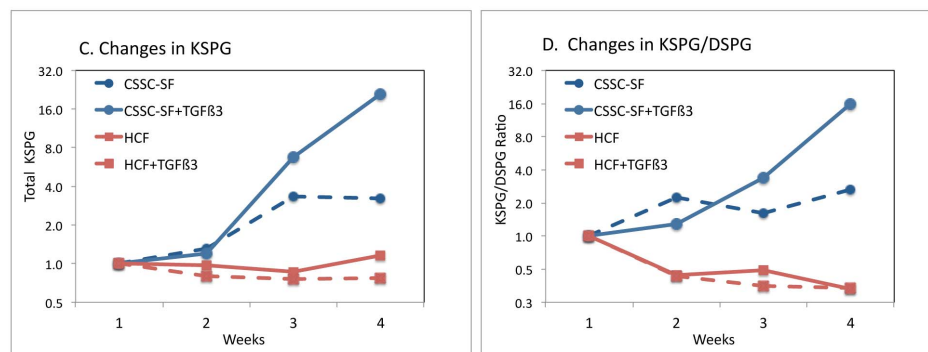 C. Changes in KSPG
32.0
16.0
8.0
4.0
2.0
1.0
0.5
Total KSPG
CSSC-SF
CSSC-SF+TGFß3
HCF
HCF+TGFß3
1 2 3 4
Weeks
D. Changes in KSPG/DSPG
32.0
16.0
8.0
4.0
2.0
1.0
0.5
0.3
KSPG/DSPG Ratio
CSSC-SF
CSSC-SF+TGFß3
HCF
HCF+TGFß3
1 2 3 4
Weeks